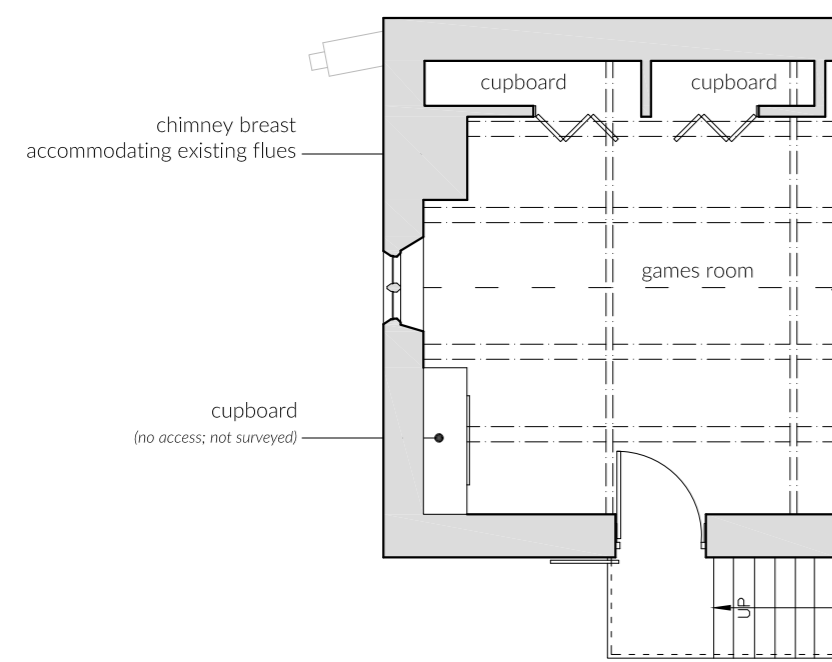 cupboard
cupboard
chimney breast
accommodating existing flues
games room
cupboard
(no access; not surveyed)
UP